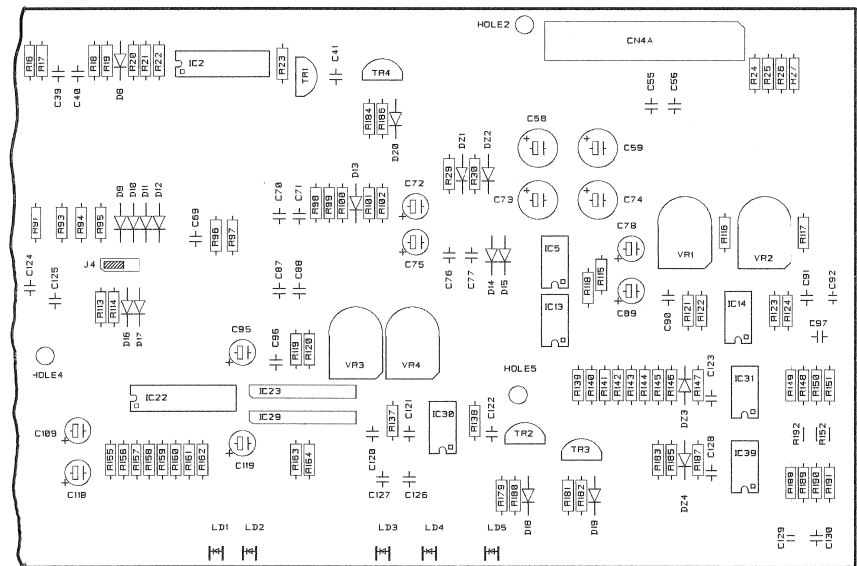 HOLE2
CN4A
R16 R17 C39 C40 R18 R19 D8 R20 R21 R22 IC2 R23 TR1 C41 TR4
C55 C56 R24 R25 R26 R27
R184 R186 D20
C58 C59
R29 DZ1 R30 DZ2
D9 D10 D11 D12
C70 C71 R98 R99 R100 D13 R101 R102 C72
C73 C74
R91 R93 R94 R95 C69 R96 R97
C75 C76 C77 D14 D15 IC5 R118 R115 C78 VR1 R116 VR2 R117
C124 C125 J4
C87 C88
IC13 C89 C90 R121 R122 IC14 R123 R124 C91 C92
R113 R114 D16 D17
C97
HOLE4
C95 C96 R119 R120 VR3 VR4
HOLE5
R139 R140 R141 R142 R143 R144 R145 R146 DZ3 R147 C123 IC31 R149 R148 R150 R151
IC22 IC23
IC29
R137 C121 IC30 R138 C122
C109
TR2
R192 R152
C120
TR3
R155 R156 R157 R158 R159 R160 R161 R162 C119 R163 R164
R183 R185 DZ4 R187 C128 IC39
C118
C127 C126
R189 R189 R190 R191
R179 R180 D18 R181 R182 D19
LD1 LD2 LD3 LD4 LD5
C129 C130